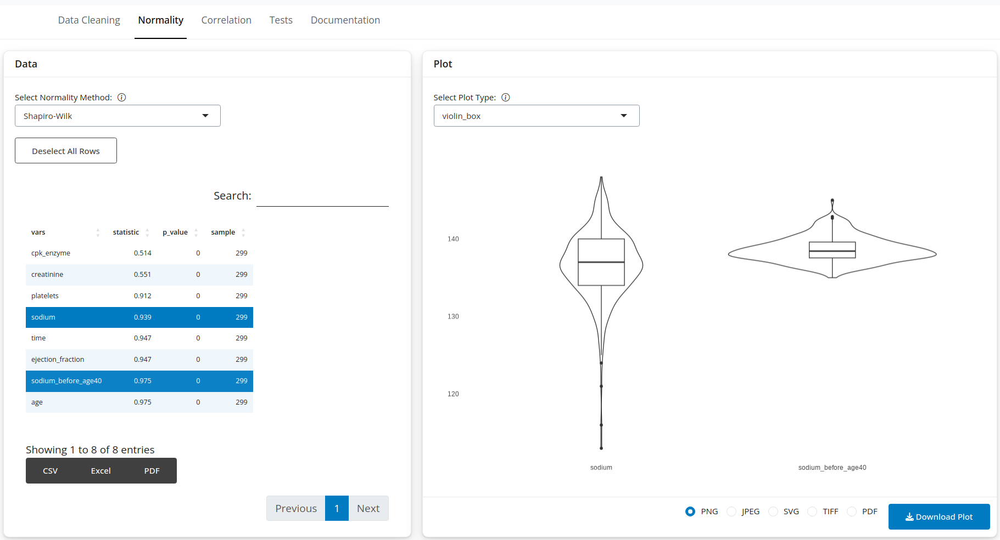 Data Cleaning Normality Correlation Tests Documentation
Data
Select Normality Method:
Shapiro-Wilk
Deselect All Rows
Search:
vars statistic p_value sample
cpk_enzyme 0.514 0 299
creatinine 0.551 0 299
platelets 0.912 0 299
sodium 0.939 0 299
time 0.947 0 299
ejection_fraction 0.947 0 299
sodium_before_age40 0.975 0 299
age 0.975 0 299
Showing 1 to 8 of 8 entries
CSV Excel PDF
Previous 1 Next
Plot
Select Plot Type:
violin_box
140
130
120
sodium sodium_before_age40
PNG JPEG SVG TIFF PDF Download Plot